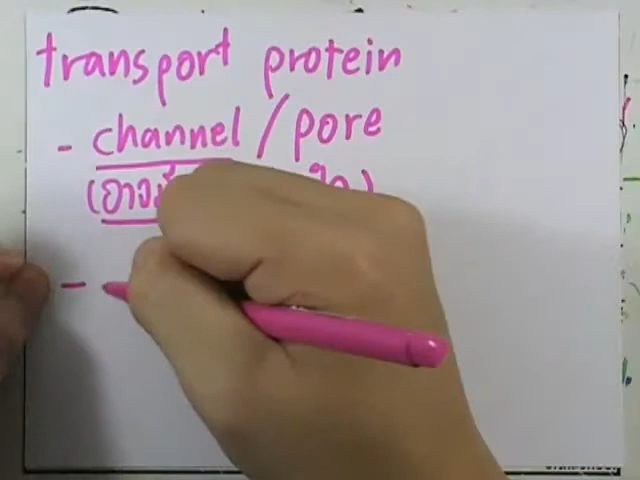 transport protein
- channel / pore
-